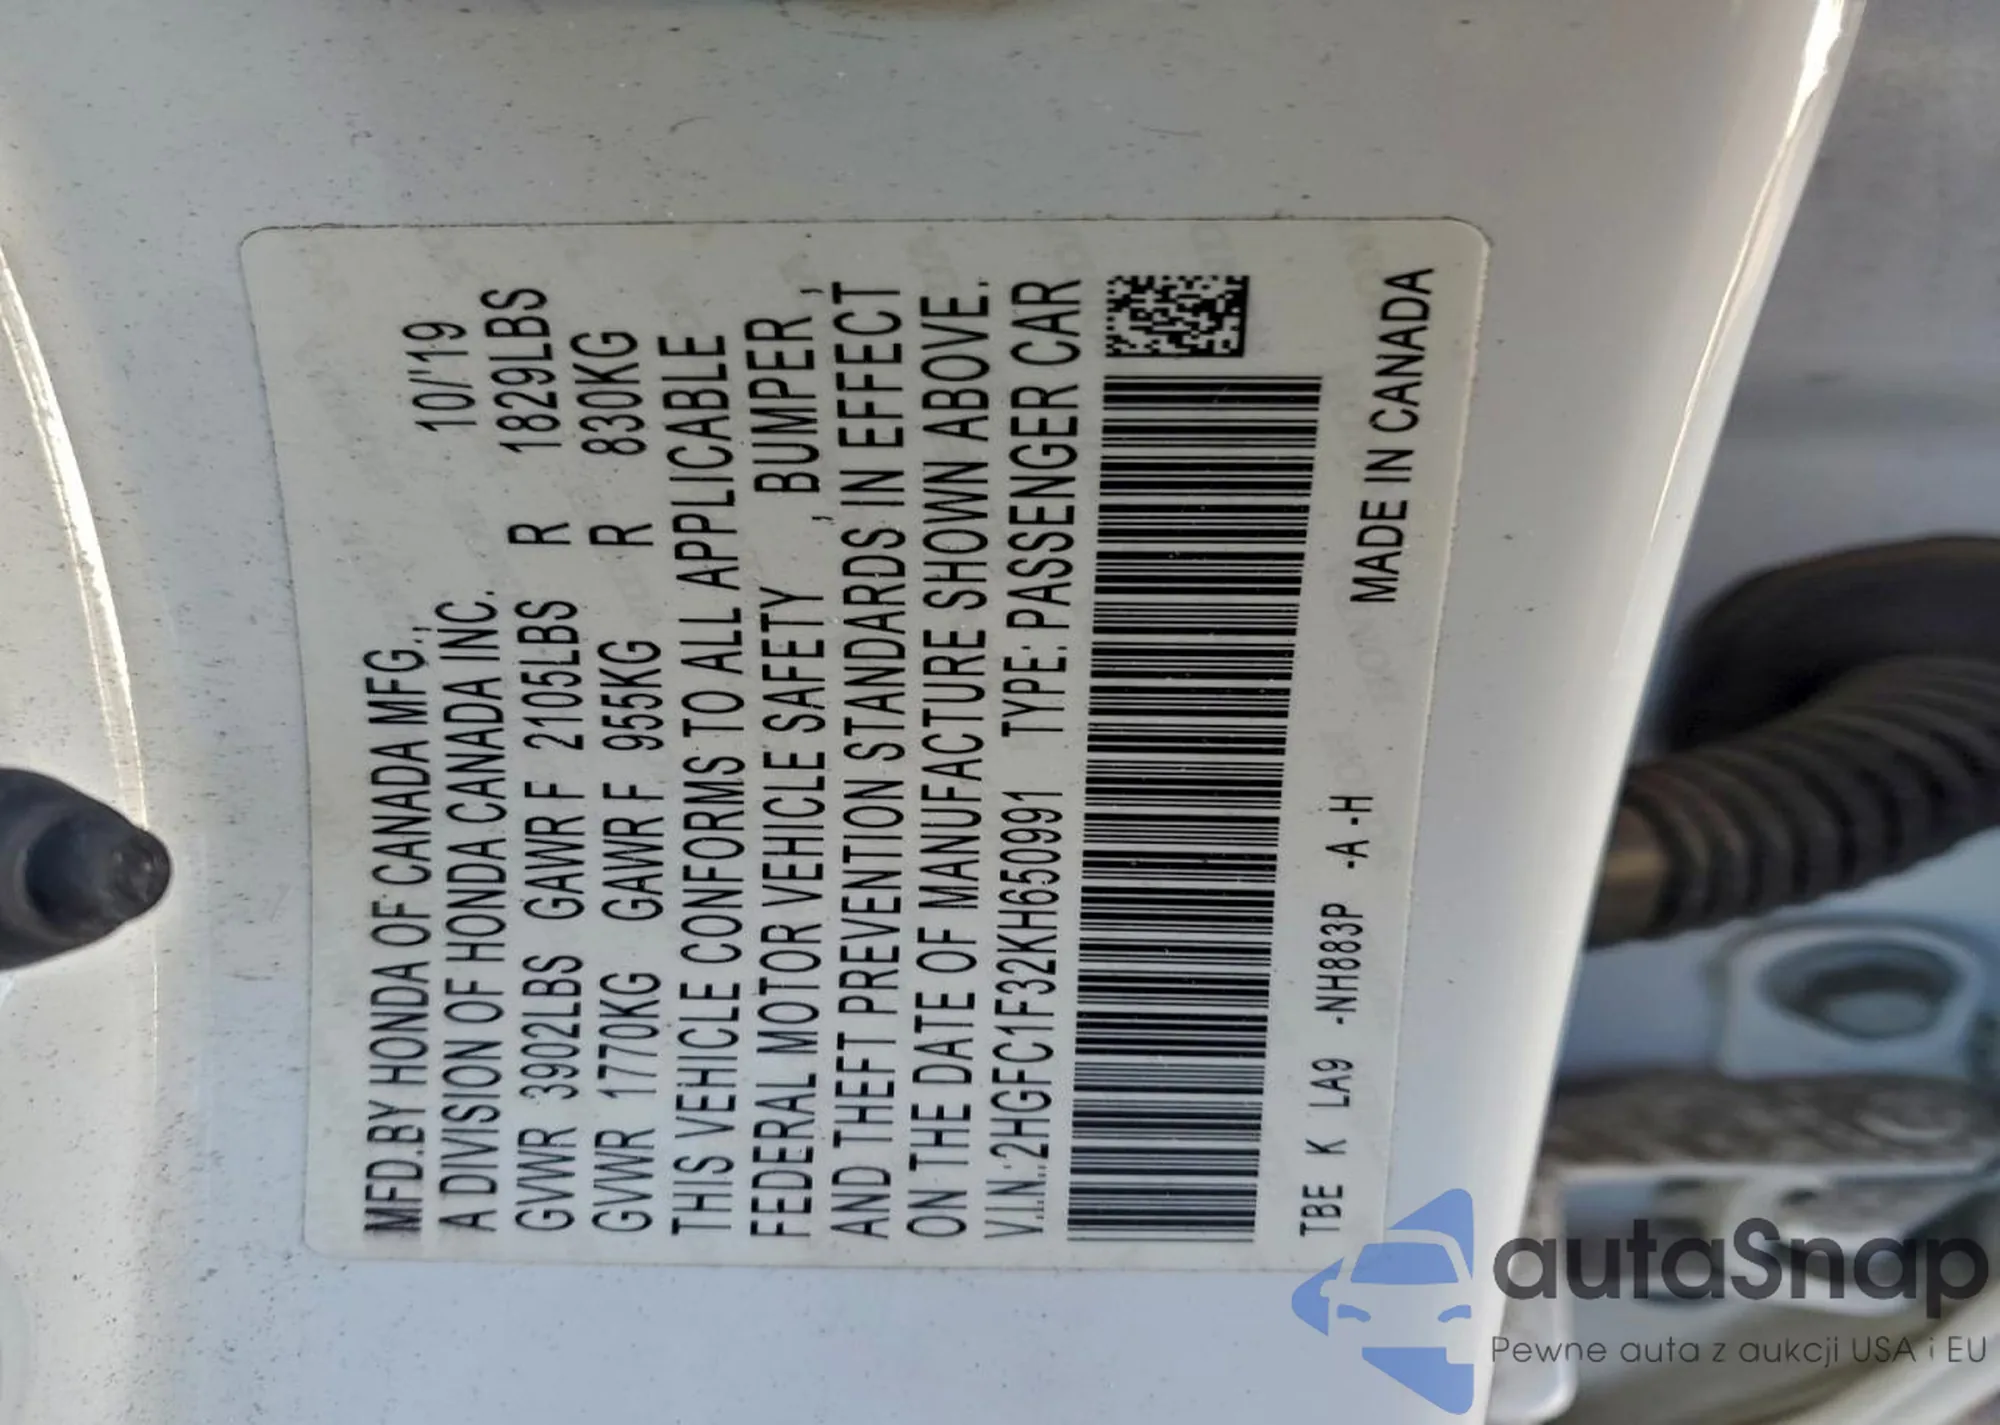 MFD.BY HONDA OF CANADA MFG.,
A DIVISION OF HONDA CANADA INC. 10/'19
GVWR 3902LBS GAWR F 2105LBS R 1829LBS
GVWR 1770KG GAWR F 955KG R 830KG
THIS VEHICLE CONFORMS TO ALL APPLICABLE
FEDERAL MOTOR VEHICLE SAFETY , BUMPER ,
AND THEFT PREVENTION STANDARDS IN EFFECT
ON THE DATE OF MANUFACTURE SHOWN ABOVE.
V.I.N.:2HGFC1F32KH650991 TYPE: PASSENGER CAR
TBE K LA9 -NH883P -A -H
MADE IN CANADA
autaSnap
Pewne auta z aukcji USA i EU